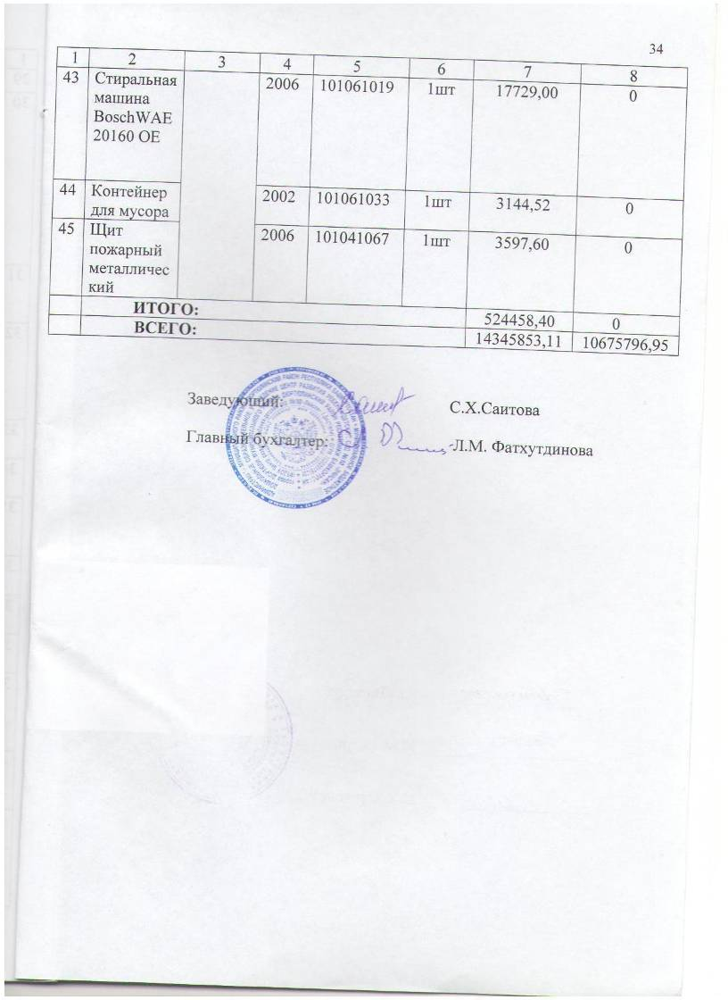 34
1 2 3 4 5 6 7 8
43 Стиральная 2006 101061019 1шт 17729,00 0
машина
BoschWAE
20160 OE
44 Контейнер 2002 101061033 1шт 3144,52 0
для мусора
45 Щит 2006 101041067 1шт 3597,60 0
пожарный
металличес
кий
ИТОГО: 524458,40 0
ВСЕГО: 14345853,11 10675796,95
Заведующий: С.Х.Саитова
Главный бухгалтер: Л.М. Фатхутдинова